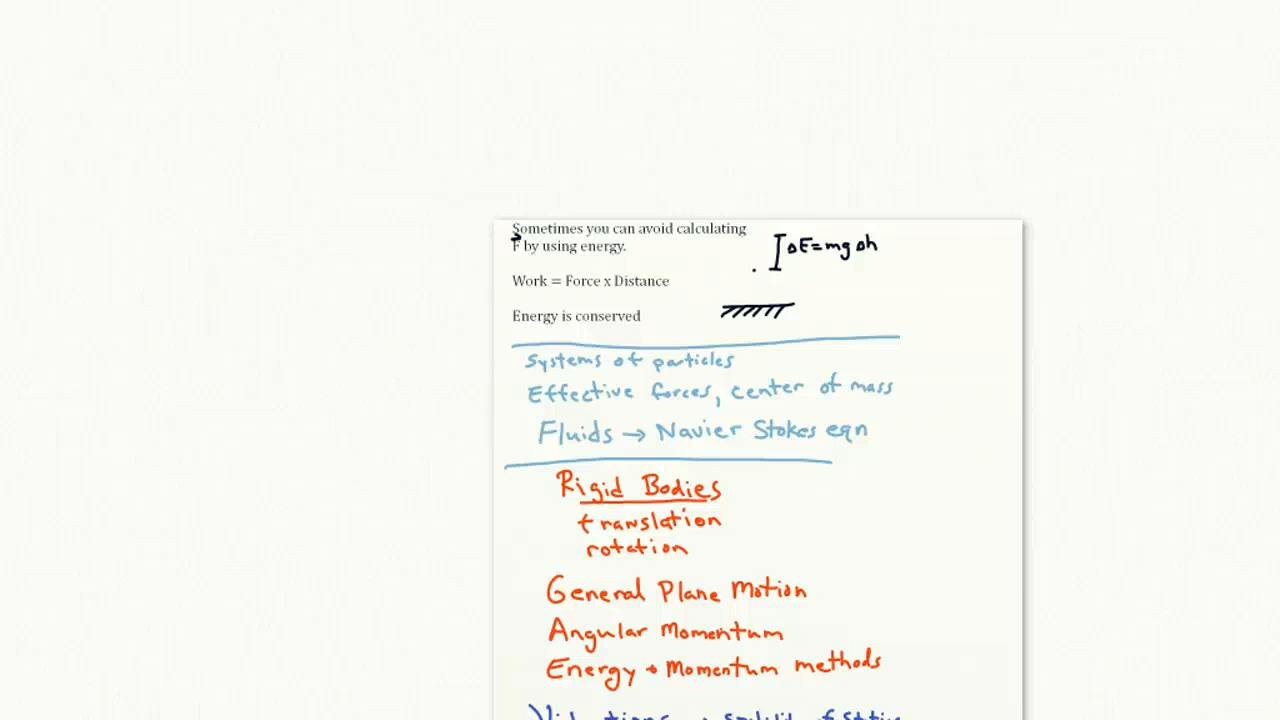 Sometimes you can avoid calculating
F by using energy.
ΔE=mgΔh
Work = Force x Distance
Energy is conserved
Systems of particles
Effective forces, center of mass
Fluids → Navier Stokes eqn
Rigid Bodies
translation
rotation
General Plane Motion
Angular Momentum
Energy + Momentum methods